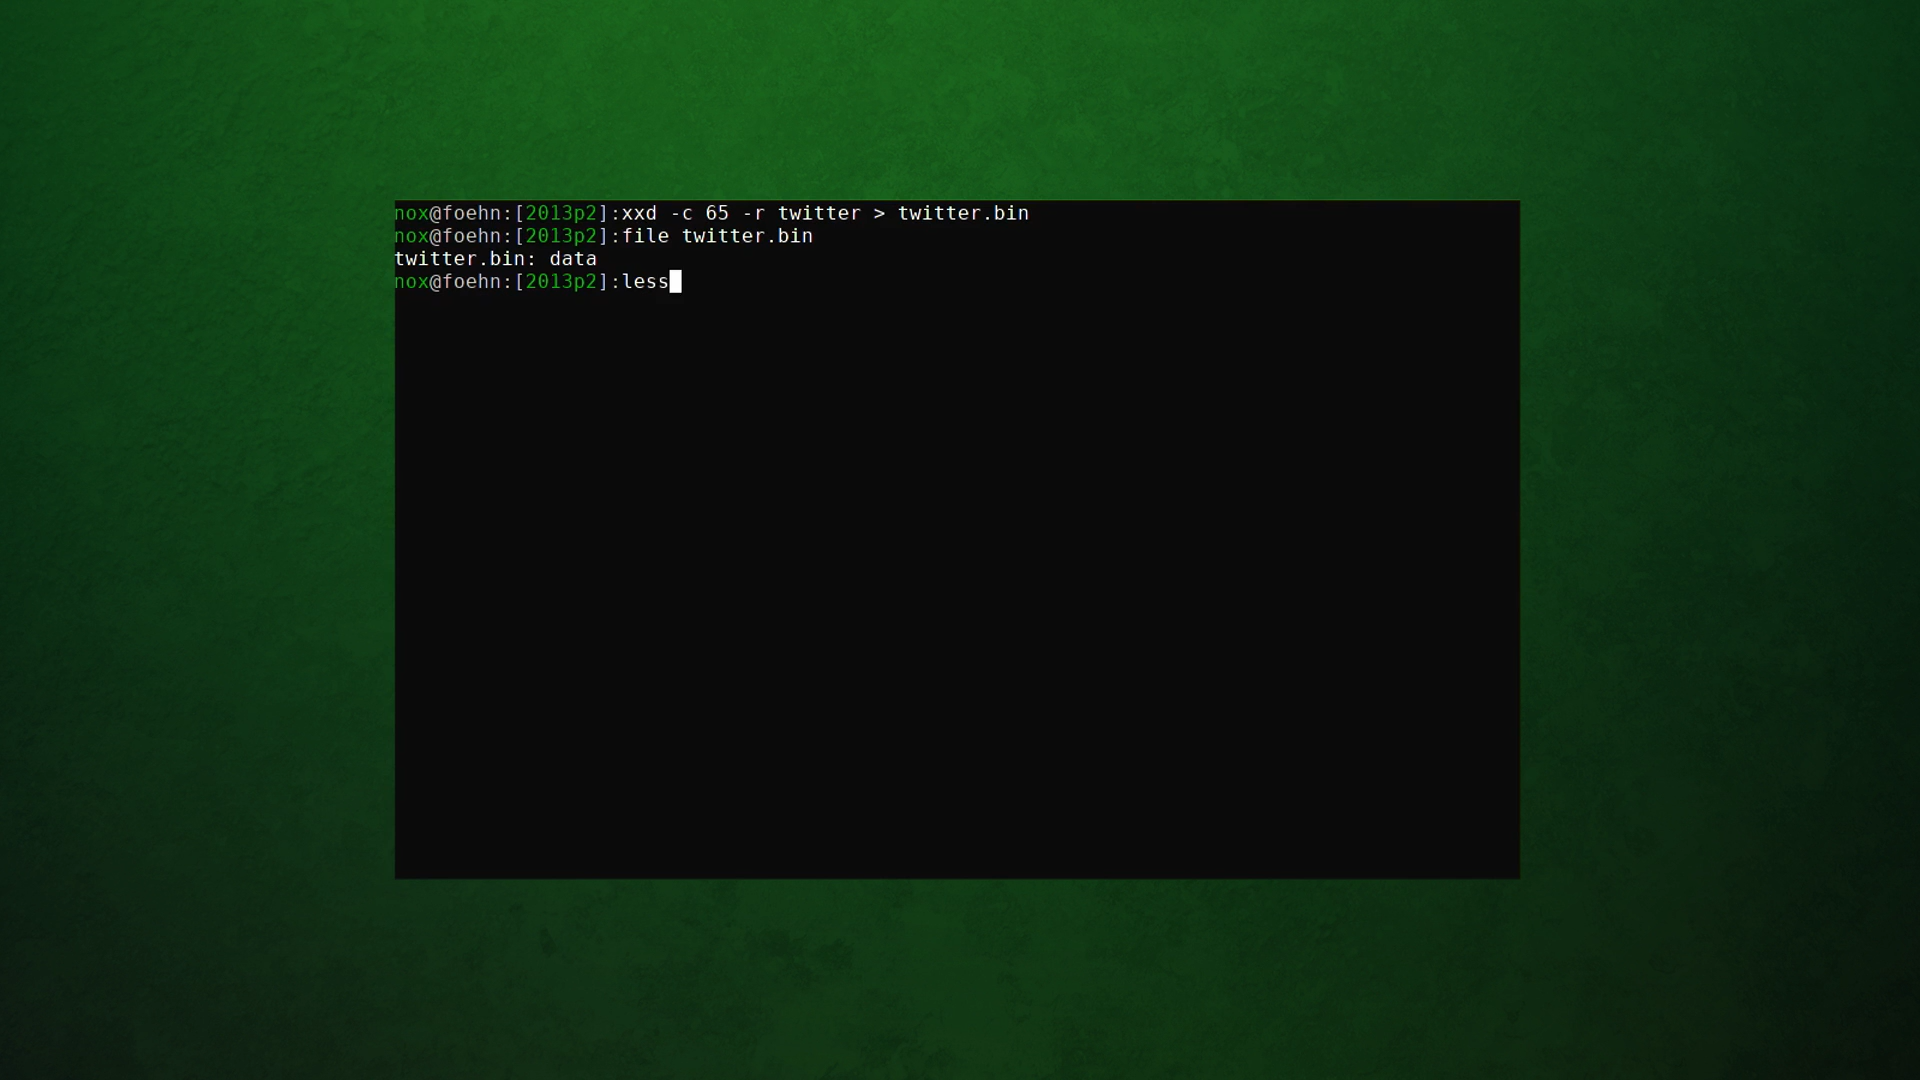 nox@foehn:[2013p2]:xxd -c 65 -r twitter > twitter.bin
nox@foehn:[2013p2]:file twitter.bin
twitter.bin: data
nox@foehn:[2013p2]:less